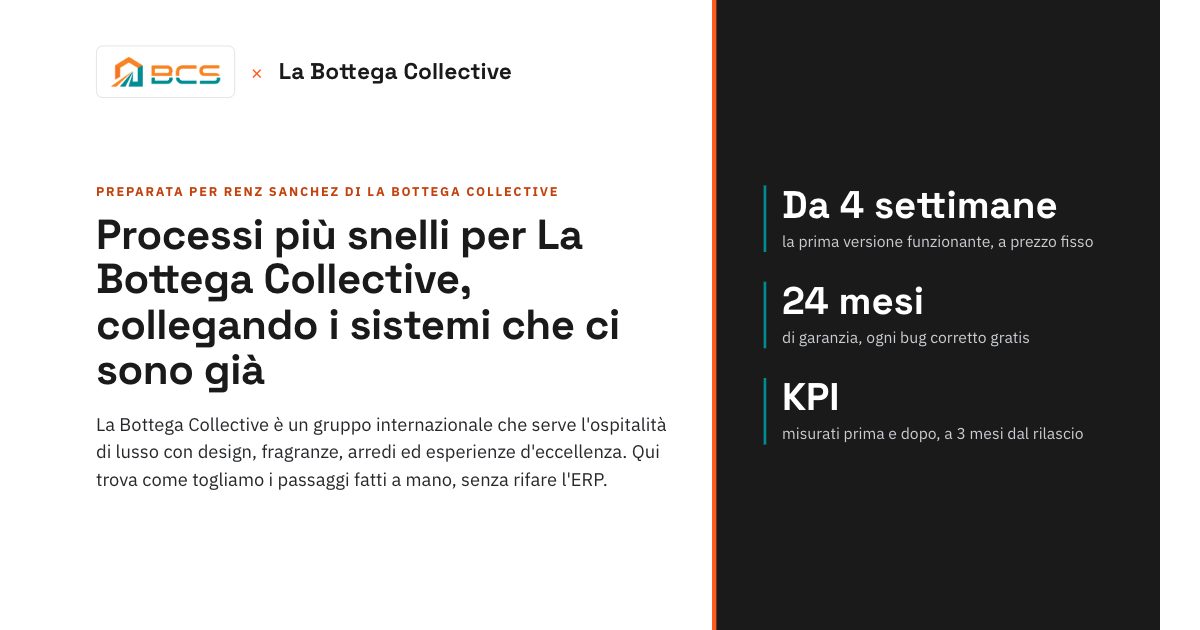 BCS × La Bottega Collective
PREPARATA PER RENZ SANCHEZ DI LA BOTTEGA COLLECTIVE
Processi più snelli per La
Bottega Collective,
collegando i sistemi che ci
sono già
La Bottega Collective è un gruppo internazionale che serve l'ospitalità
di lusso con design, fragranze, arredi ed esperienze d'eccellenza. Qui
trova come togliamo i passaggi fatti a mano, senza rifare l'ERP.
Da 4 settimane
la prima versione funzionante, a prezzo fisso
24 mesi
di garanzia, ogni bug corretto gratis
KPI
misurati prima e dopo, a 3 mesi dal rilascio